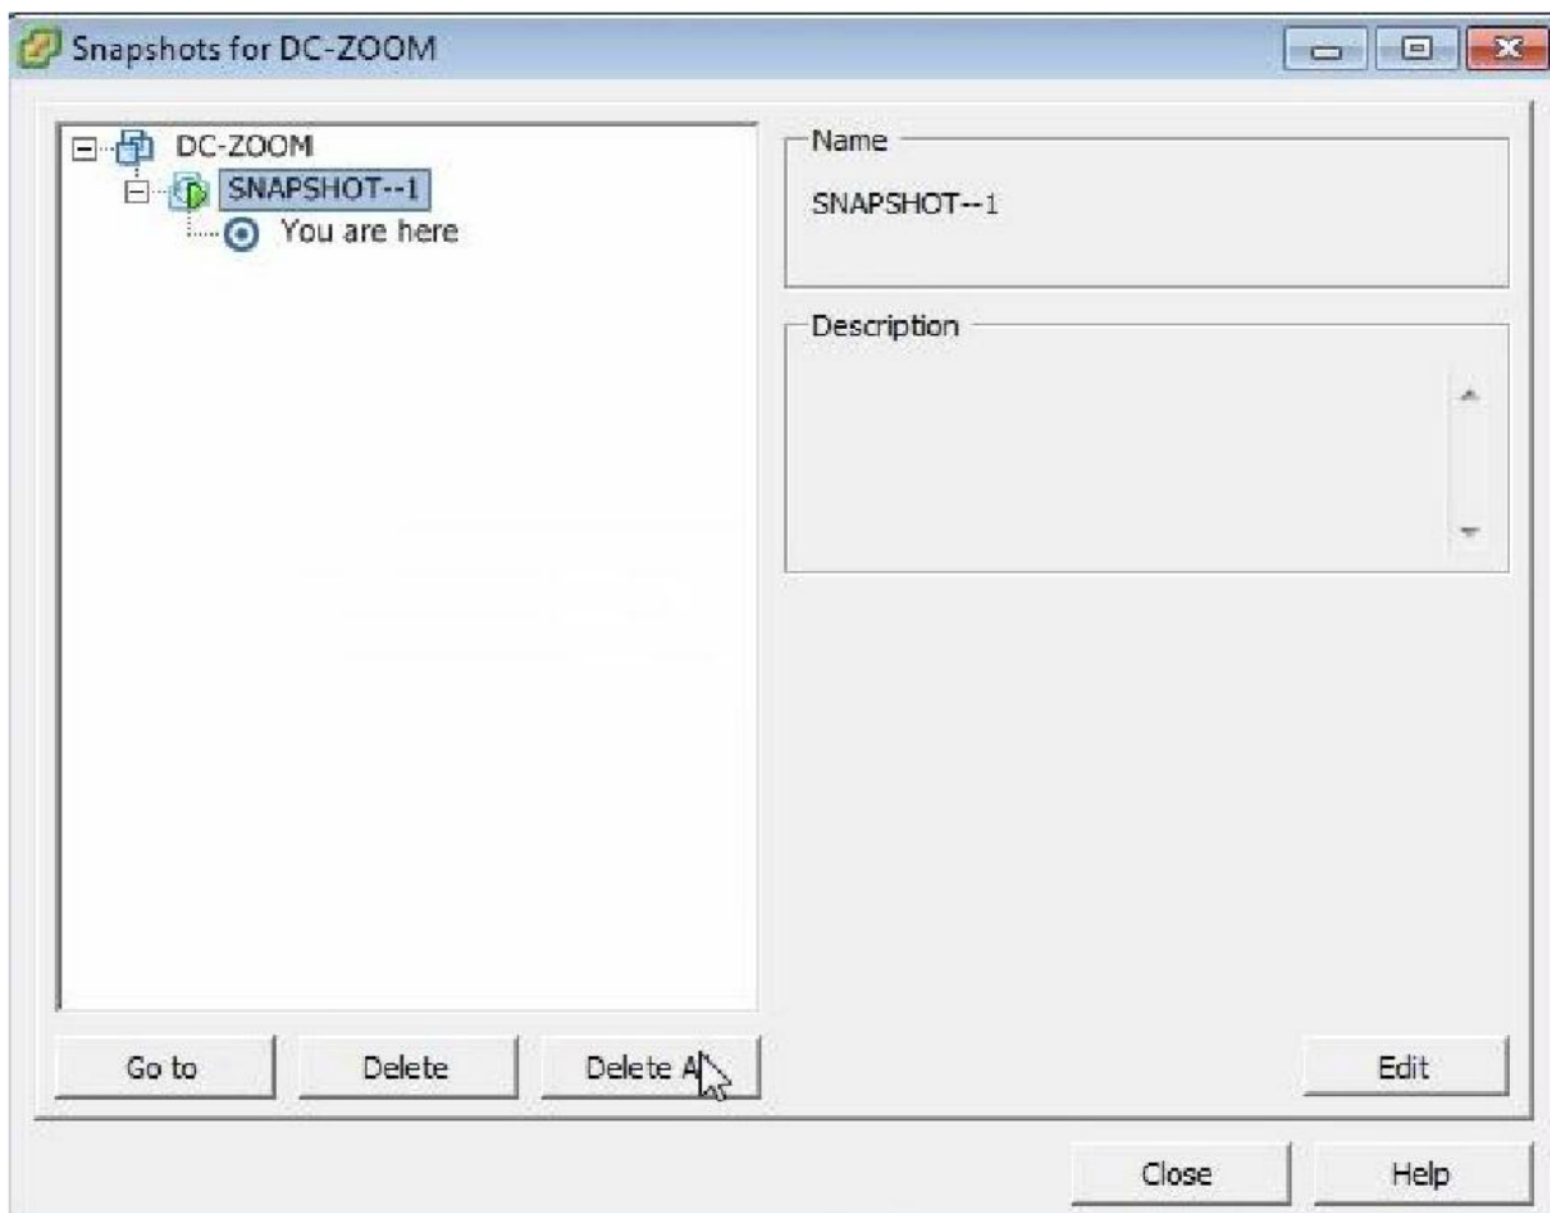 Snapshots for DC-ZOOM
DC-ZOOM
SNAPSHOT--1
You are here
Name
SNAPSHOT--1
Description
Go to
Delete
Delete A
Edit
Close
Help